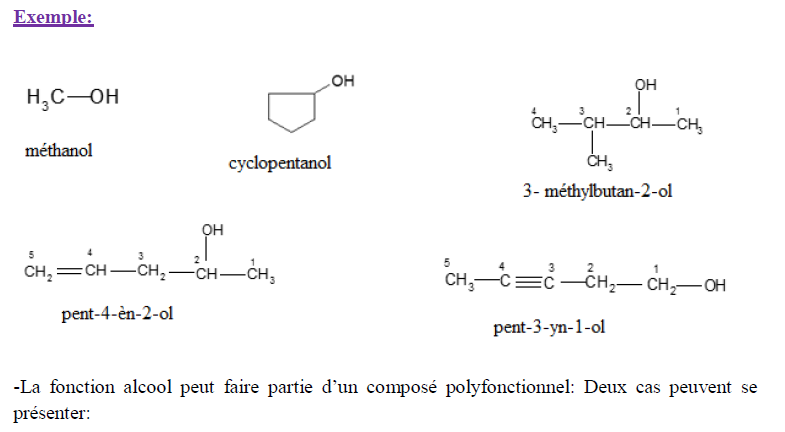 Exemple:
H3C—OH
méthanol
OH
cyclopentanol
OH
4 3 2 1
CH3—CH—CH—CH3
CH3
3- méthylbutan-2-ol
OH
5 4 3 2 1
CH2=CH—CH2—CH—CH3
pent-4-èn-2-ol
5 4 3 2 1
CH3—C≡C—CH2—CH2—OH
pent-3-yn-1-ol
-La fonction alcool peut faire partie d’un composé polyfonctionnel: Deux cas peuvent se
présenter: